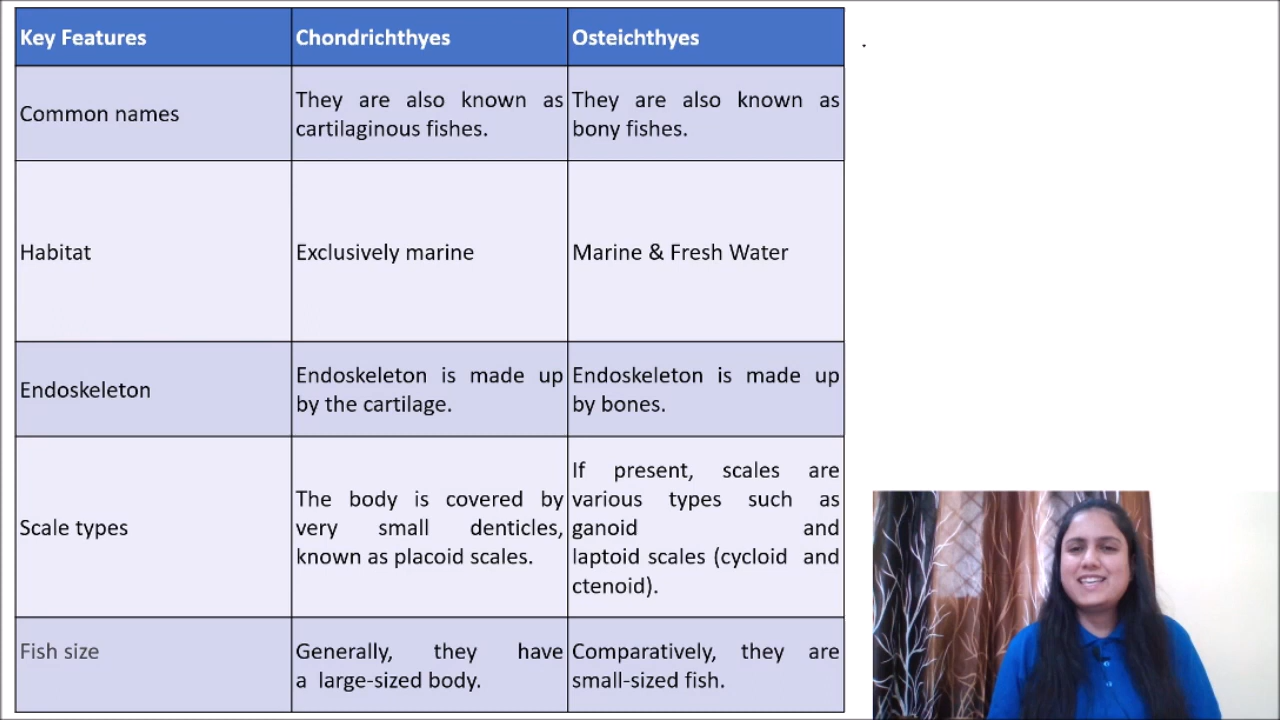 Key Features
Chondrichthyes
Osteichthyes
Common names
They are also known as
cartilaginous fishes.
They are also known as
bony fishes.
Habitat
Exclusively marine
Marine & Fresh Water
Endoskeleton
Endoskeleton is made up
by the cartilage.
Endoskeleton is made up
by bones.
Scale types
The body is covered by
very small denticles,
known as placoid scales.
If present, scales are
various types such as
ganoid and
laptoid scales (cycloid and
ctenoid).
Fish size
Generally, they have
a large-sized body.
Comparatively, they are
small-sized fish.
.